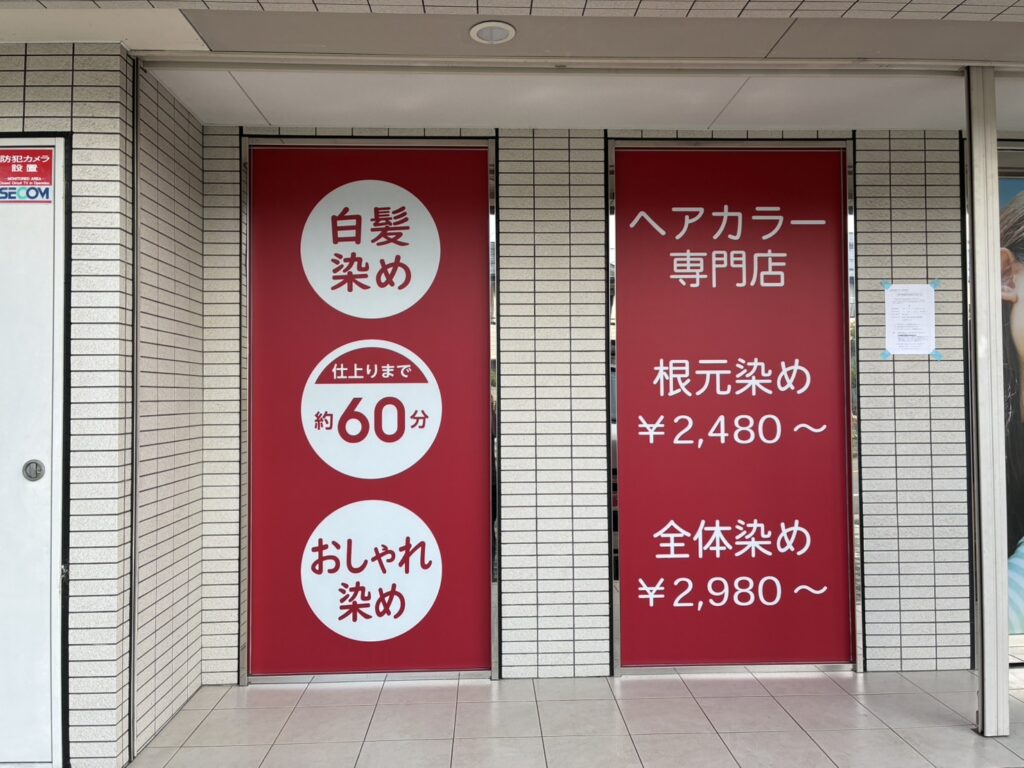 防犯カメラ
設置
MONITORED AREA
SECOM
白髪
染め
仕上りまで
約60分
おしゃれ
染め
ヘアカラー
専門店
根元染め
¥2,480～
全体染め
¥2,980～